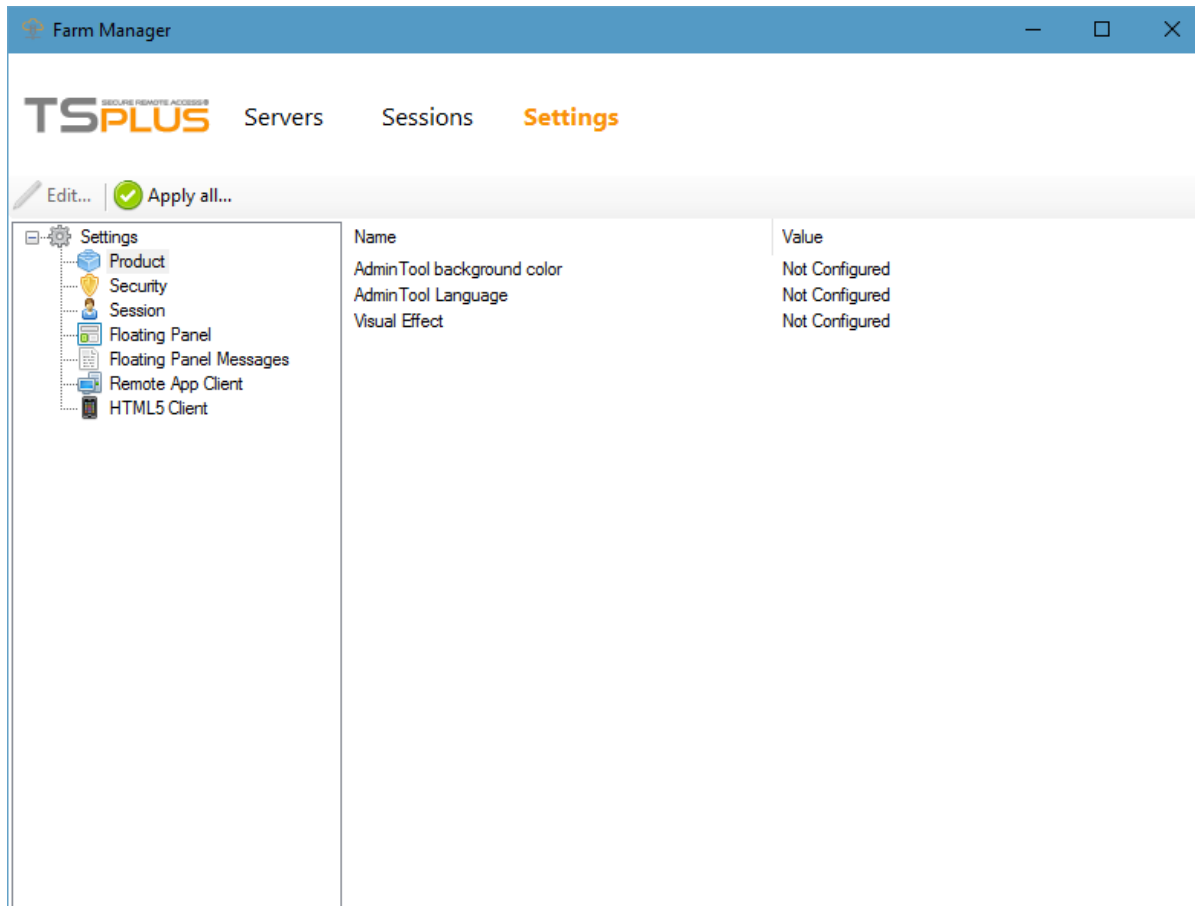 Farm Manager
SECURE REMOTE ACCESS®
TSPLUS Servers Sessions Settings
Edit... Apply all...
Settings
Product
Security
Session
Floating Panel
Floating Panel Messages
Remote App Client
HTML5 Client
Name Value
AdminTool background color Not Configured
AdminTool Language Not Configured
Visual Effect Not Configured